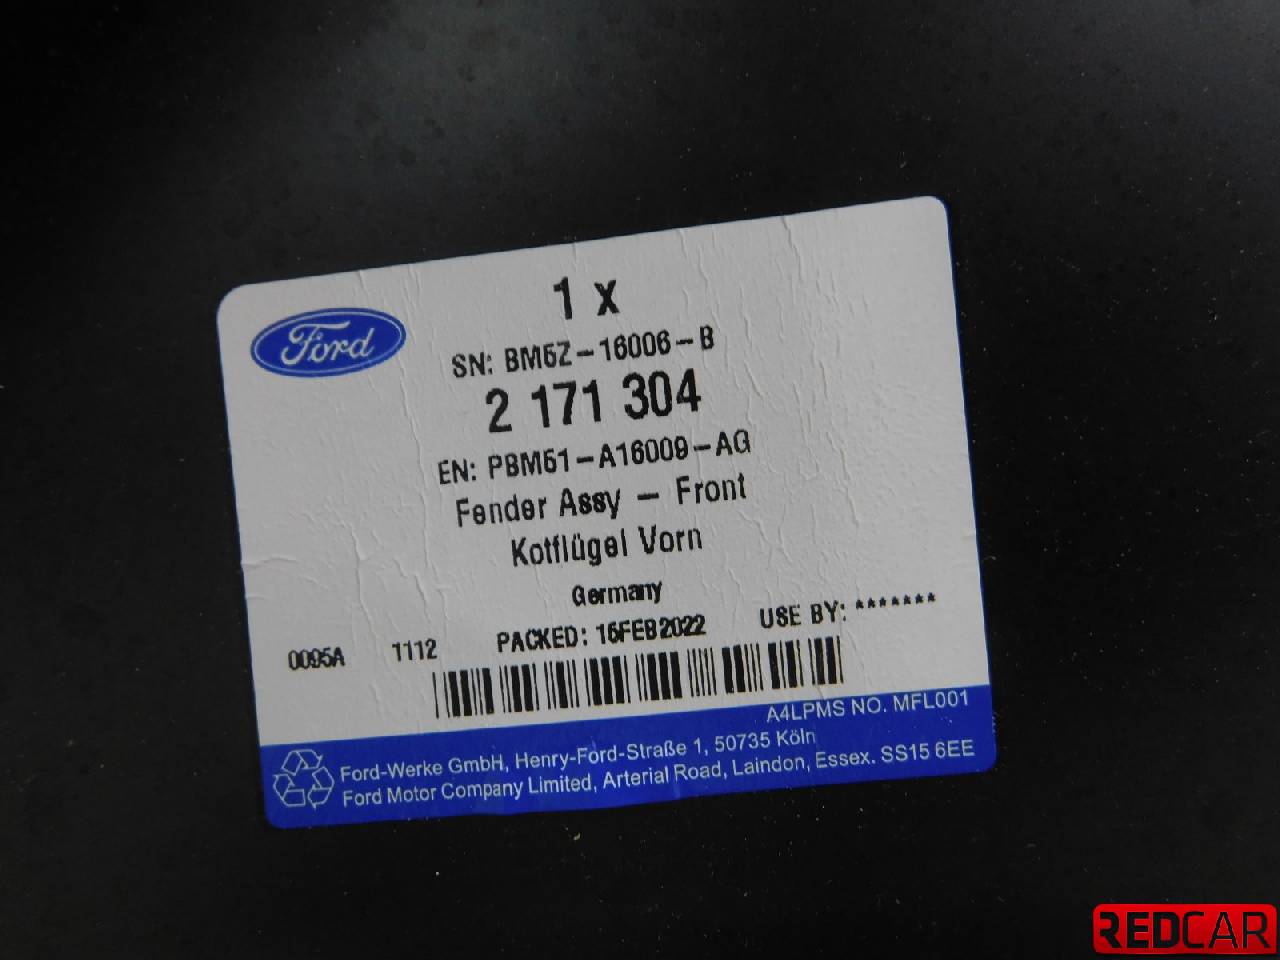 1 x
Ford
SN: BM5Z-16006-B
2 171 304
EN: PBM51-A16009-AG
Fender Assy - Front
Kotflügel Vorn
Germany
0095A 1112 PACKED: 15FEB2022 USE BY: *******
A4LPMS NO. MFL001
Ford-Werke GmbH, Henry-Ford-Straße 1, 50735 Köln
Ford Motor Company Limited, Arterial Road, Laindon, Essex. SS15 6EE
REDCAR